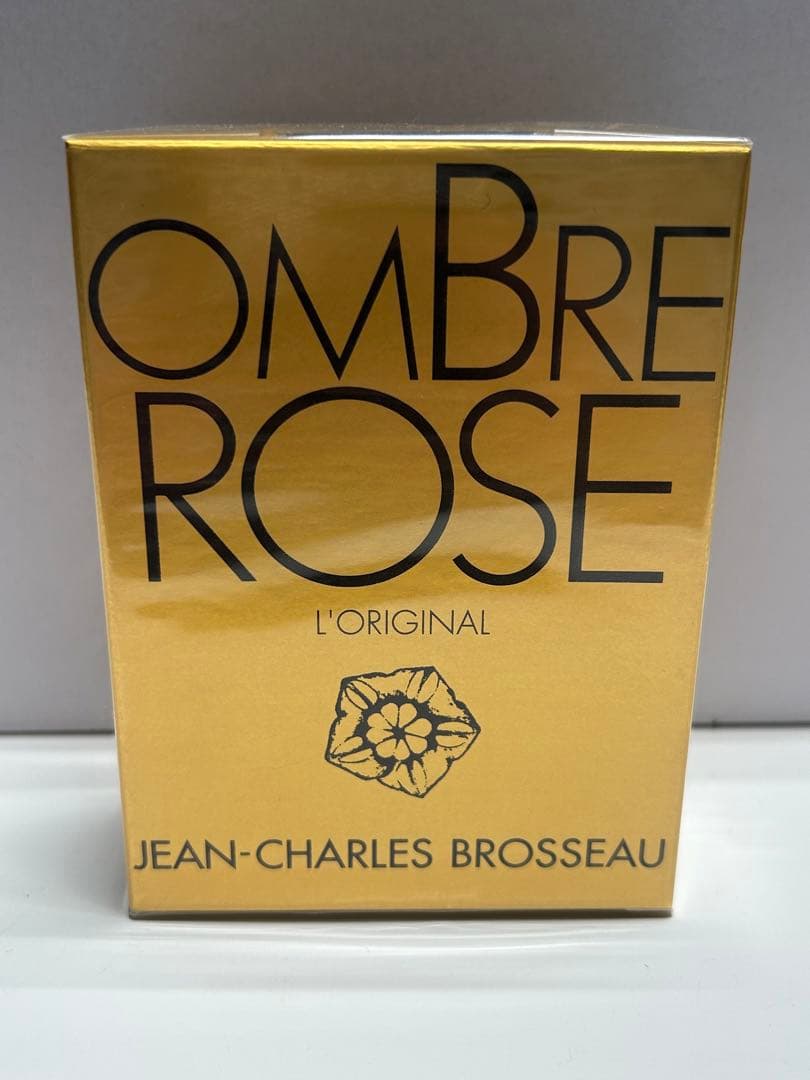 OMBRE
ROSE
L'ORIGINAL
JEAN-CHARLES BROSSEAU